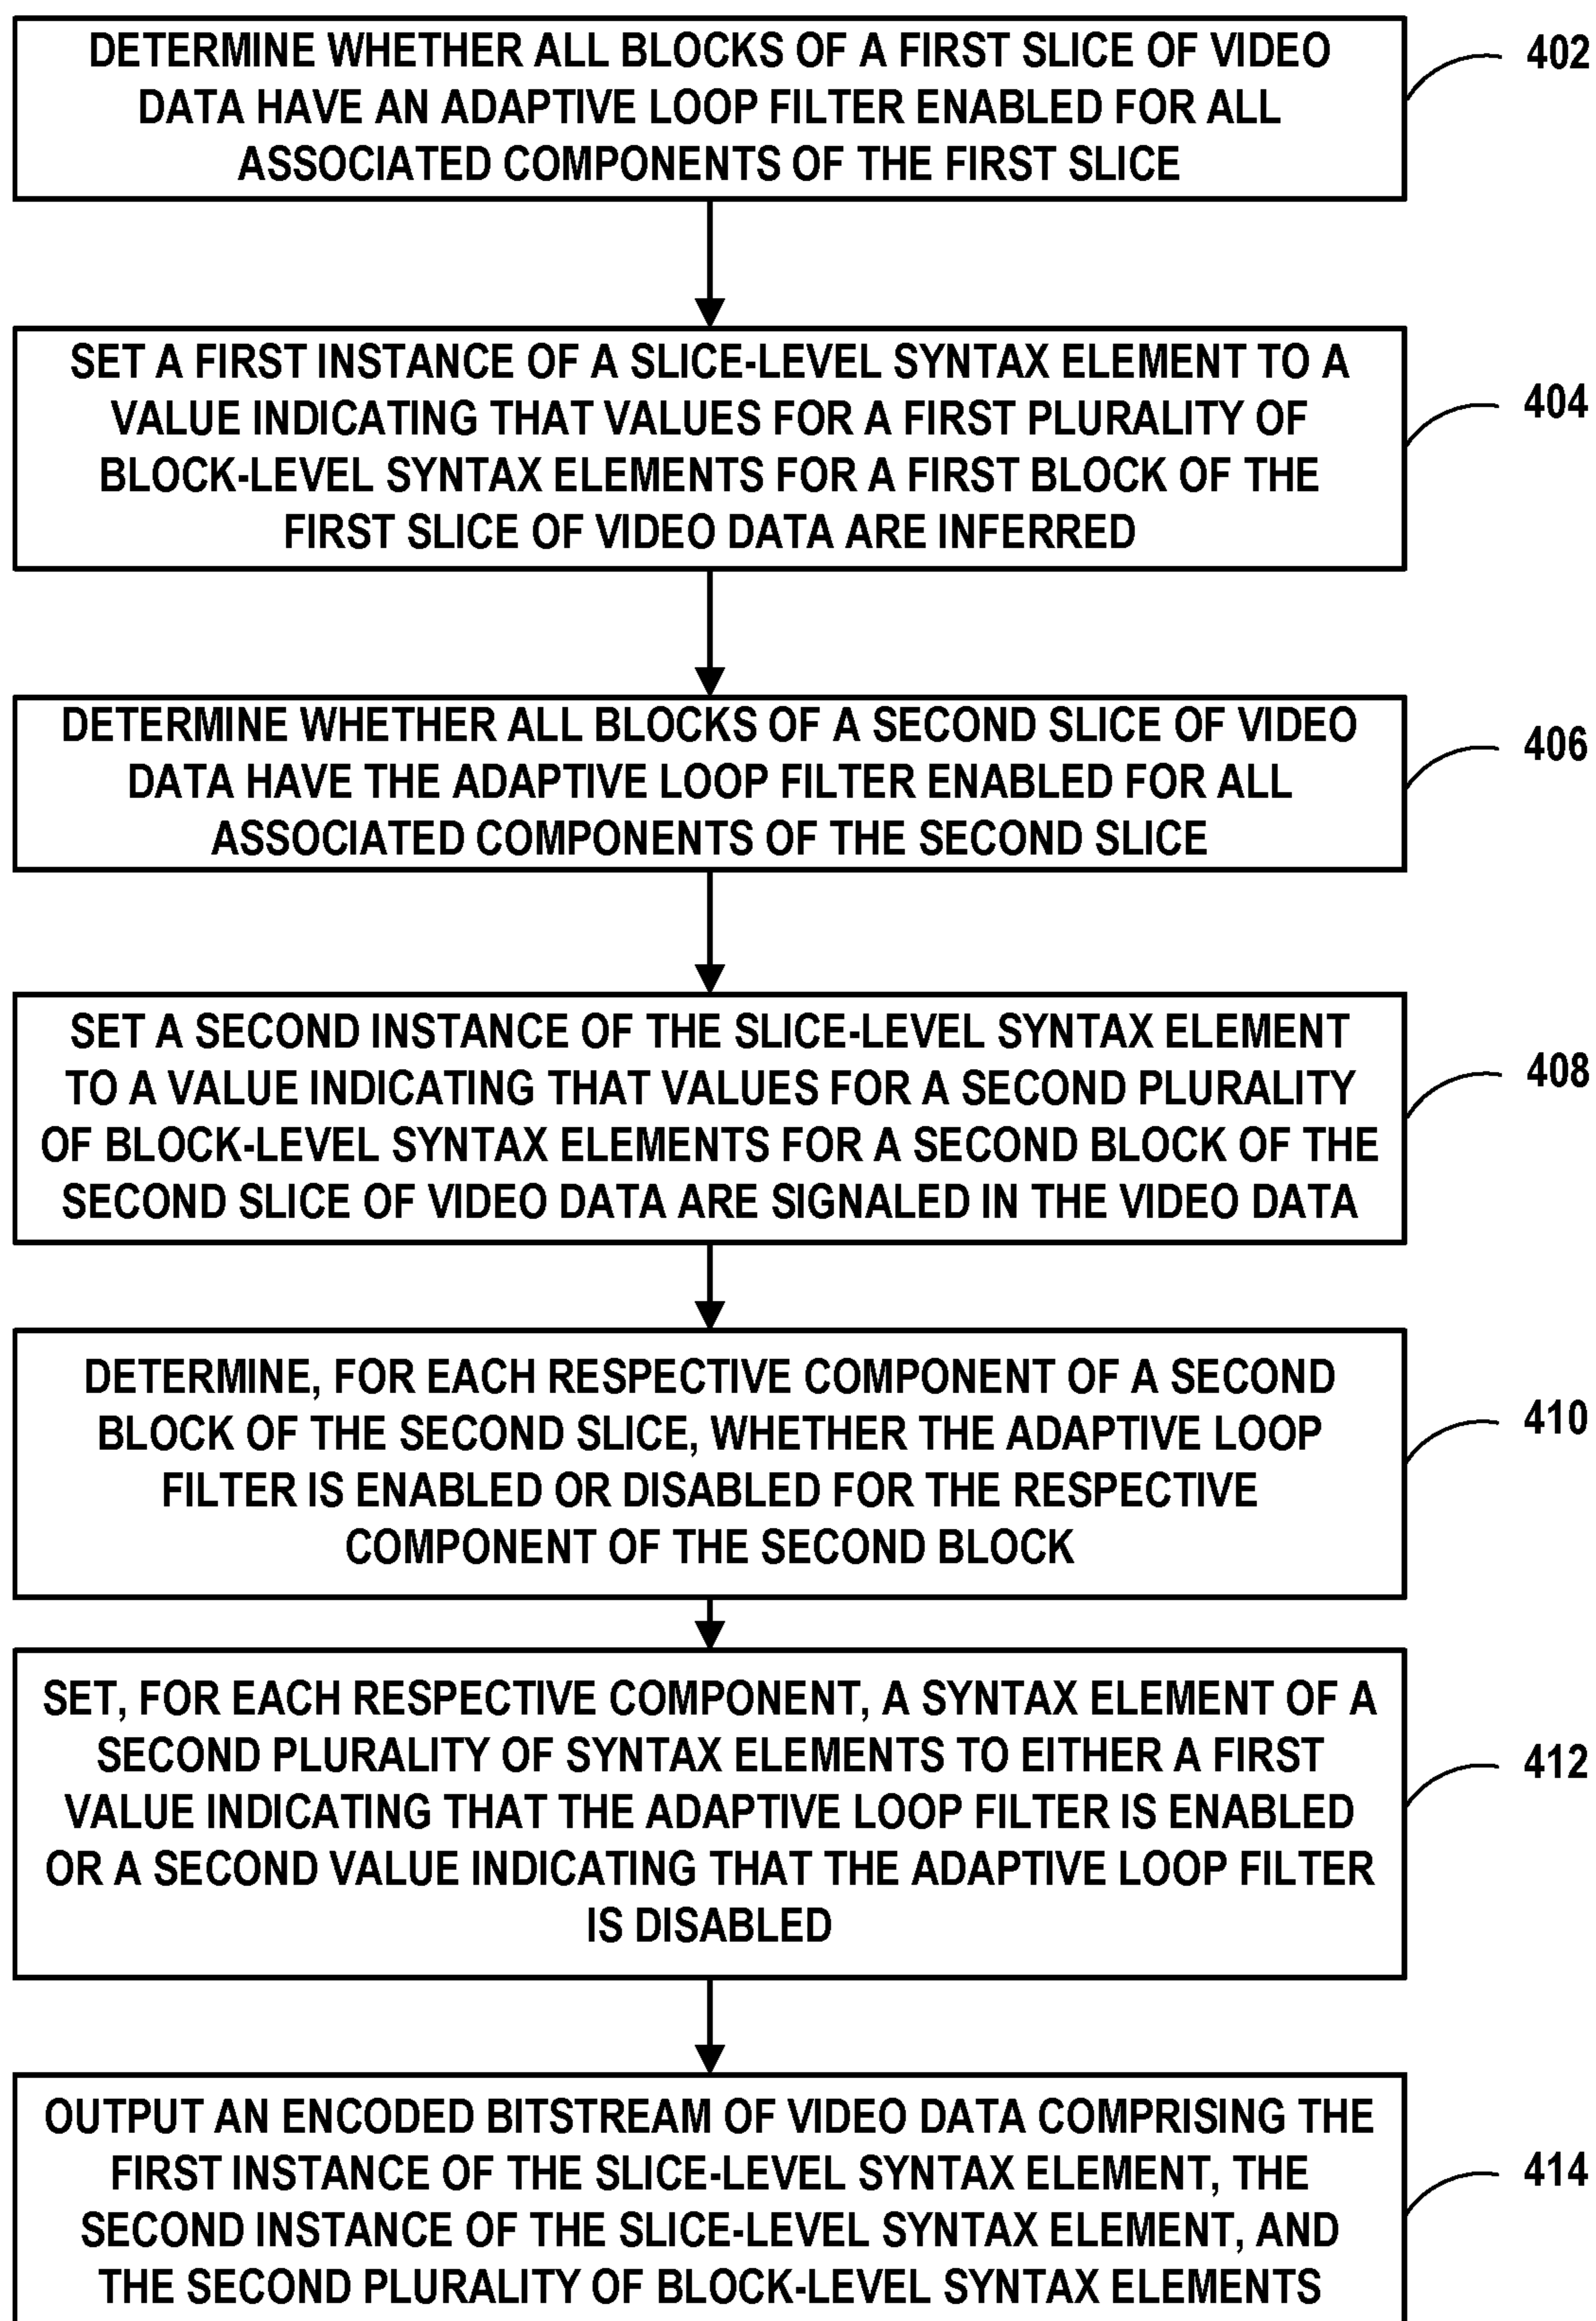 DETERMINE WHETHER ALL BLOCKS OF A FIRST SLICE OF VIDEO
DATA HAVE AN ADAPTIVE LOOP FILTER ENABLED FOR ALL
ASSOCIATED COMPONENTS OF THE FIRST SLICE
402
SET A FIRST INSTANCE OF A SLICE-LEVEL SYNTAX ELEMENT TO A
VALUE INDICATING THAT VALUES FOR A FIRST PLURALITY OF
BLOCK-LEVEL SYNTAX ELEMENTS FOR A FIRST BLOCK OF THE
FIRST SLICE OF VIDEO DATA ARE INFERRED
404
DETERMINE WHETHER ALL BLOCKS OF A SECOND SLICE OF VIDEO
DATA HAVE THE ADAPTIVE LOOP FILTER ENABLED FOR ALL
ASSOCIATED COMPONENTS OF THE SECOND SLICE
406
SET A SECOND INSTANCE OF THE SLICE-LEVEL SYNTAX ELEMENT
TO A VALUE INDICATING THAT VALUES FOR A SECOND PLURALITY
OF BLOCK-LEVEL SYNTAX ELEMENTS FOR A SECOND BLOCK OF THE
SECOND SLICE OF VIDEO DATA ARE SIGNALED IN THE VIDEO DATA
408
DETERMINE, FOR EACH RESPECTIVE COMPONENT OF A SECOND
BLOCK OF THE SECOND SLICE, WHETHER THE ADAPTIVE LOOP
FILTER IS ENABLED OR DISABLED FOR THE RESPECTIVE
COMPONENT OF THE SECOND BLOCK
410
SET, FOR EACH RESPECTIVE COMPONENT, A SYNTAX ELEMENT OF A
SECOND PLURALITY OF SYNTAX ELEMENTS TO EITHER A FIRST
VALUE INDICATING THAT THE ADAPTIVE LOOP FILTER IS ENABLED
OR A SECOND VALUE INDICATING THAT THE ADAPTIVE LOOP FILTER
IS DISABLED
412
OUTPUT AN ENCODED BITSTREAM OF VIDEO DATA COMPRISING THE
FIRST INSTANCE OF THE SLICE-LEVEL SYNTAX ELEMENT, THE
SECOND INSTANCE OF THE SLICE-LEVEL SYNTAX ELEMENT, AND
THE SECOND PLURALITY OF BLOCK-LEVEL SYNTAX ELEMENTS
414